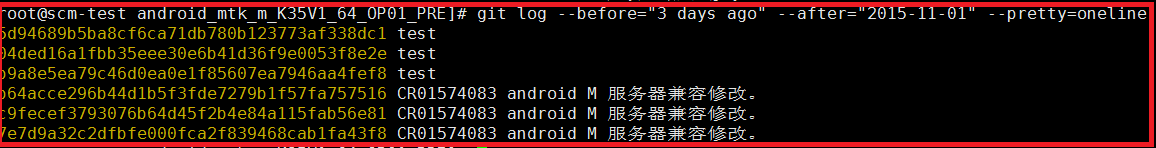 root@scm-test android_mtk_m_K35V1_64_OP01_PRE]# git log --before="3 days ago" --after="2015-11-01" --pretty=oneline
5d94689b5ba8cf6ca71db780b123773af338dc1 test
04ded16a1fbb35eee30e6b41d36f9e0053f8e2e test
b9a8e5ea79c46d0ea0e1f85607ea7946aa4fef8 test
b64acce296b44d1b5f3fde7279b1f57fa757516 CR01574083 android M 服务器兼容修改。
c9fecef3793076b64d45f2b4e84a115fab56e81 CR01574083 android M 服务器兼容修改。
7e7d9a32c2dfbfe000fca2f839468cab1fa43f8 CR01574083 android M 服务器兼容修改。